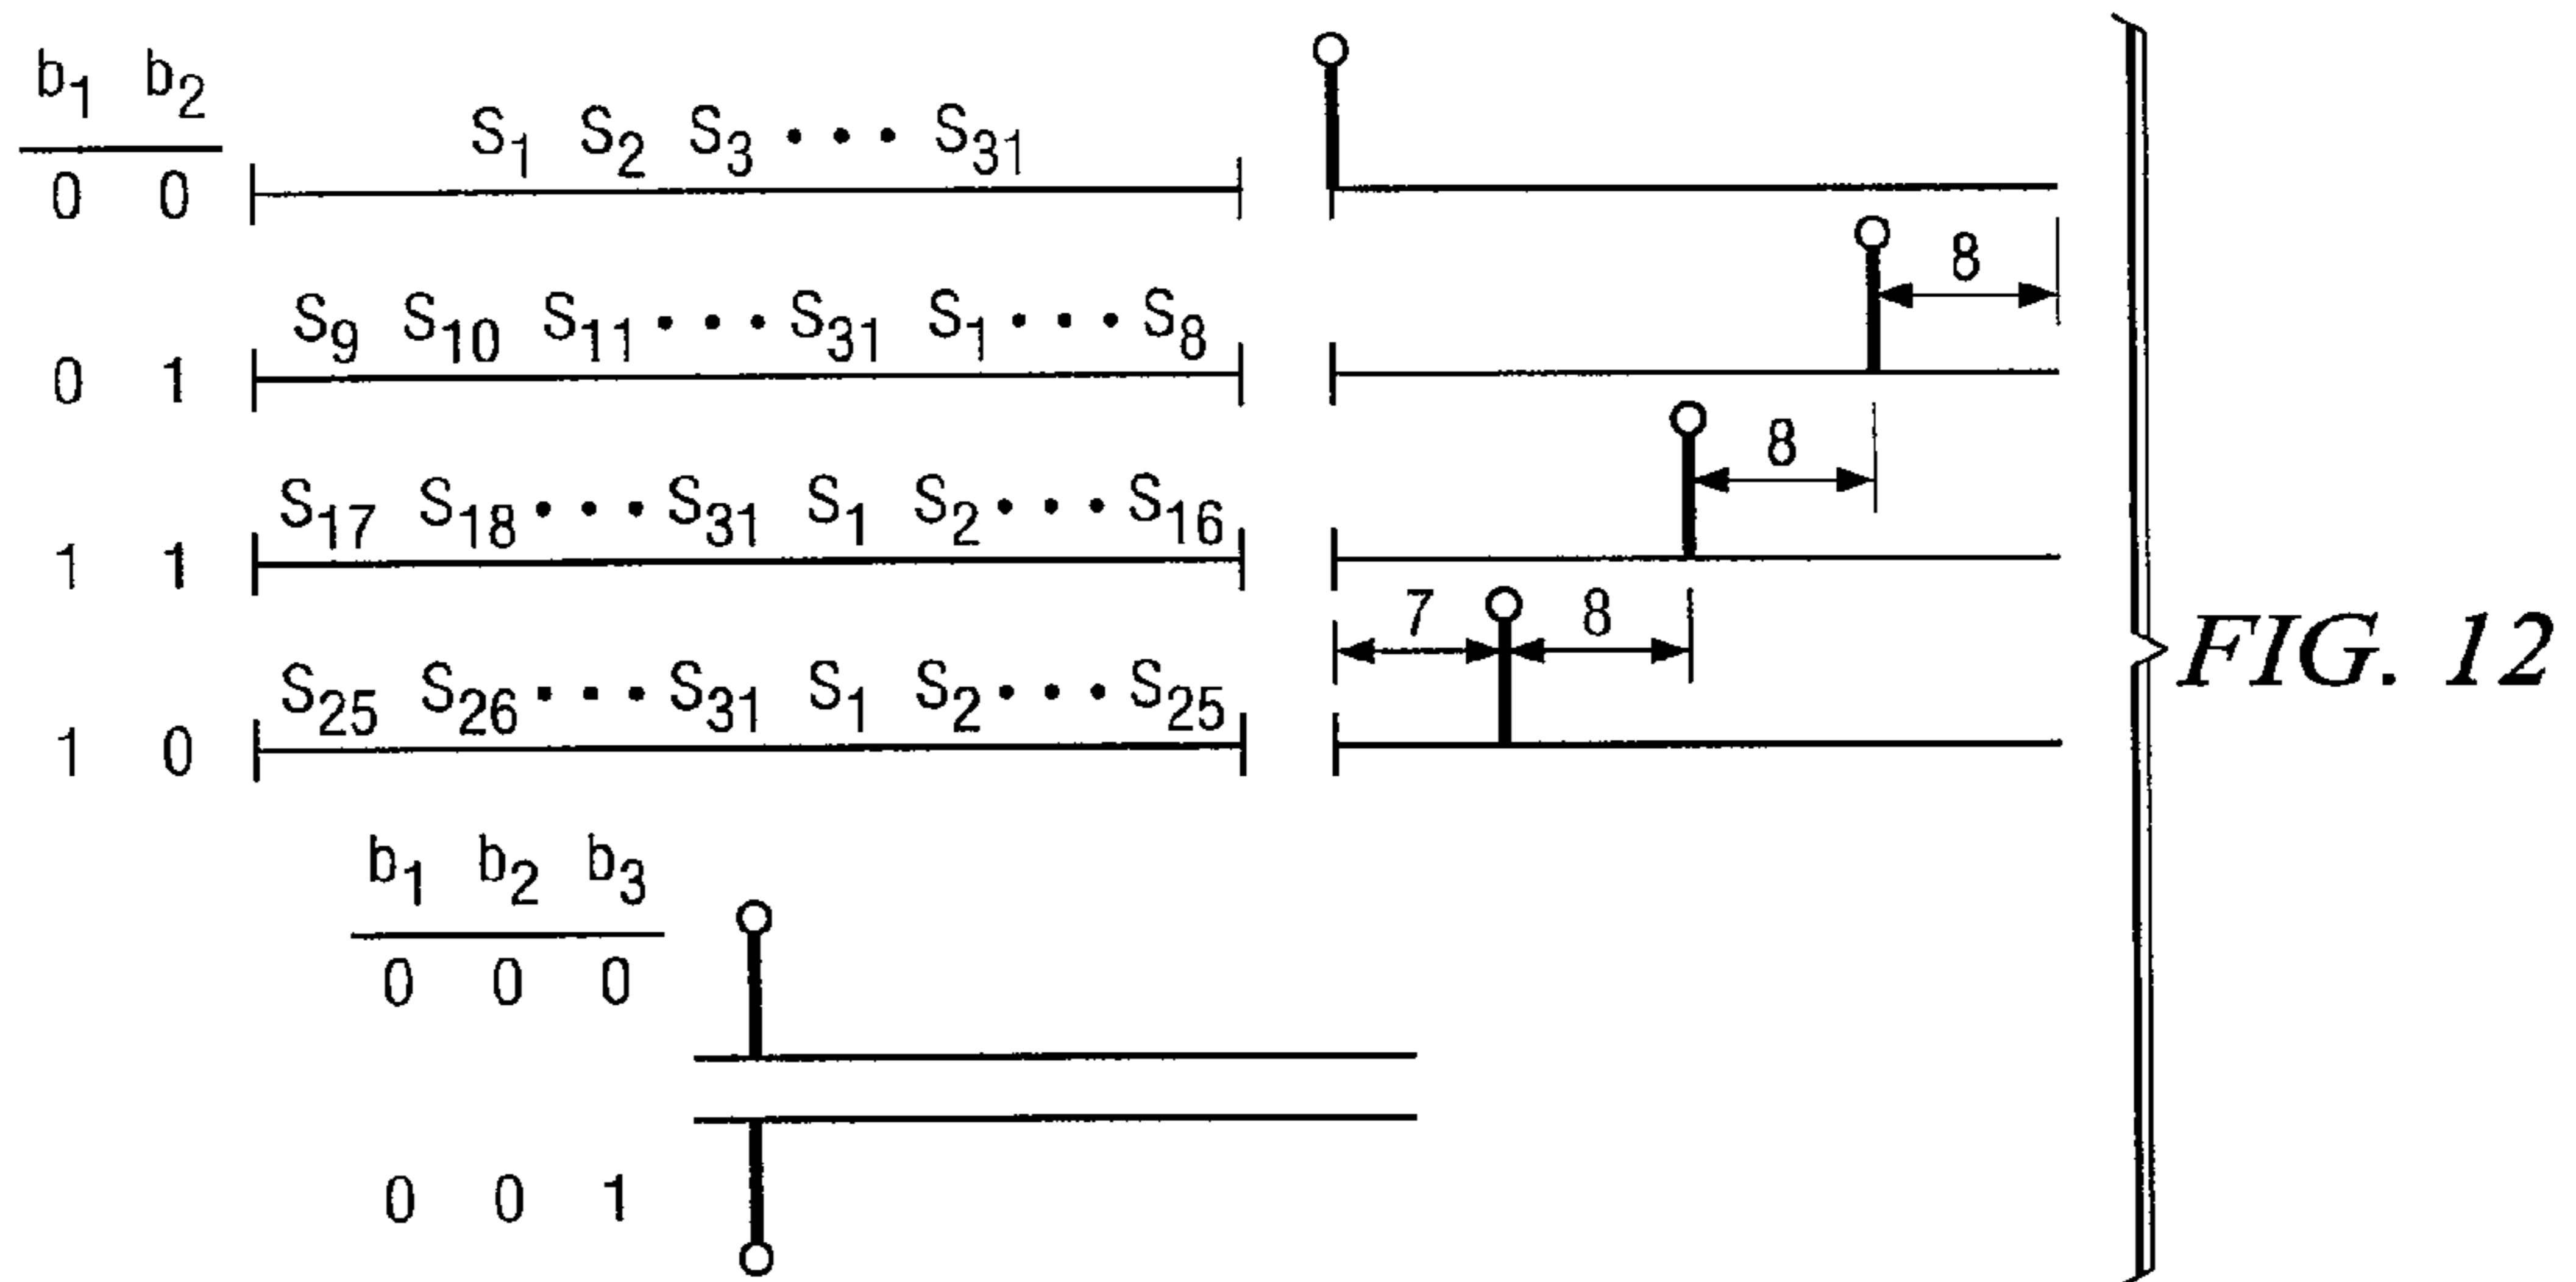 b₁ b₂
S₁ S₂ S₃ • • • S₃₁
0 0
8
S₉ S₁₀ S₁₁ • • • S₃₁ S₁ • • • S₈
0 1
8
S₁₇ S₁₈ • • • S₃₁ S₁ S₂ • • • S₁₆
1 1
7 8
S₂₅ S₂₆ • • • S₃₁ S₁ S₂ • • • S₂₅
1 0
b₁ b₂ b₃
0 0 0
0 0 1
FIG. 12